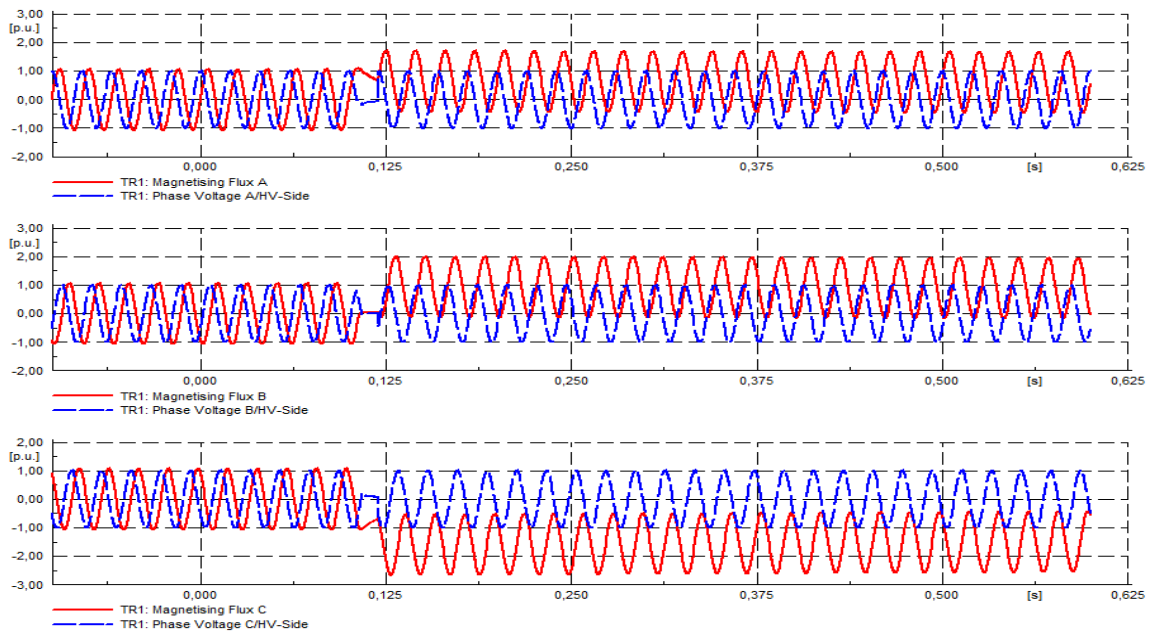 3,00
[p.u.]
2,00
1,00
0,00
-1,00
-2,00
0,000 0,125 0,250 0,375 0,500 [s] 0,625
TR1: Magnetising Flux A
TR1: Phase Voltage A/HV-Side
3,00
[p.u.]
2,00
1,00
0,00
-1,00
-2,00
0,000 0,125 0,250 0,375 0,500 [s] 0,625
TR1: Magnetising Flux B
TR1: Phase Voltage B/HV-Side
2,00
[p.u.]
1,00
0,00
-1,00
-2,00
-3,00
0,000 0,125 0,250 0,375 0,500 [s] 0,625
TR1: Magnetising Flux C
TR1: Phase Voltage C/HV-Side